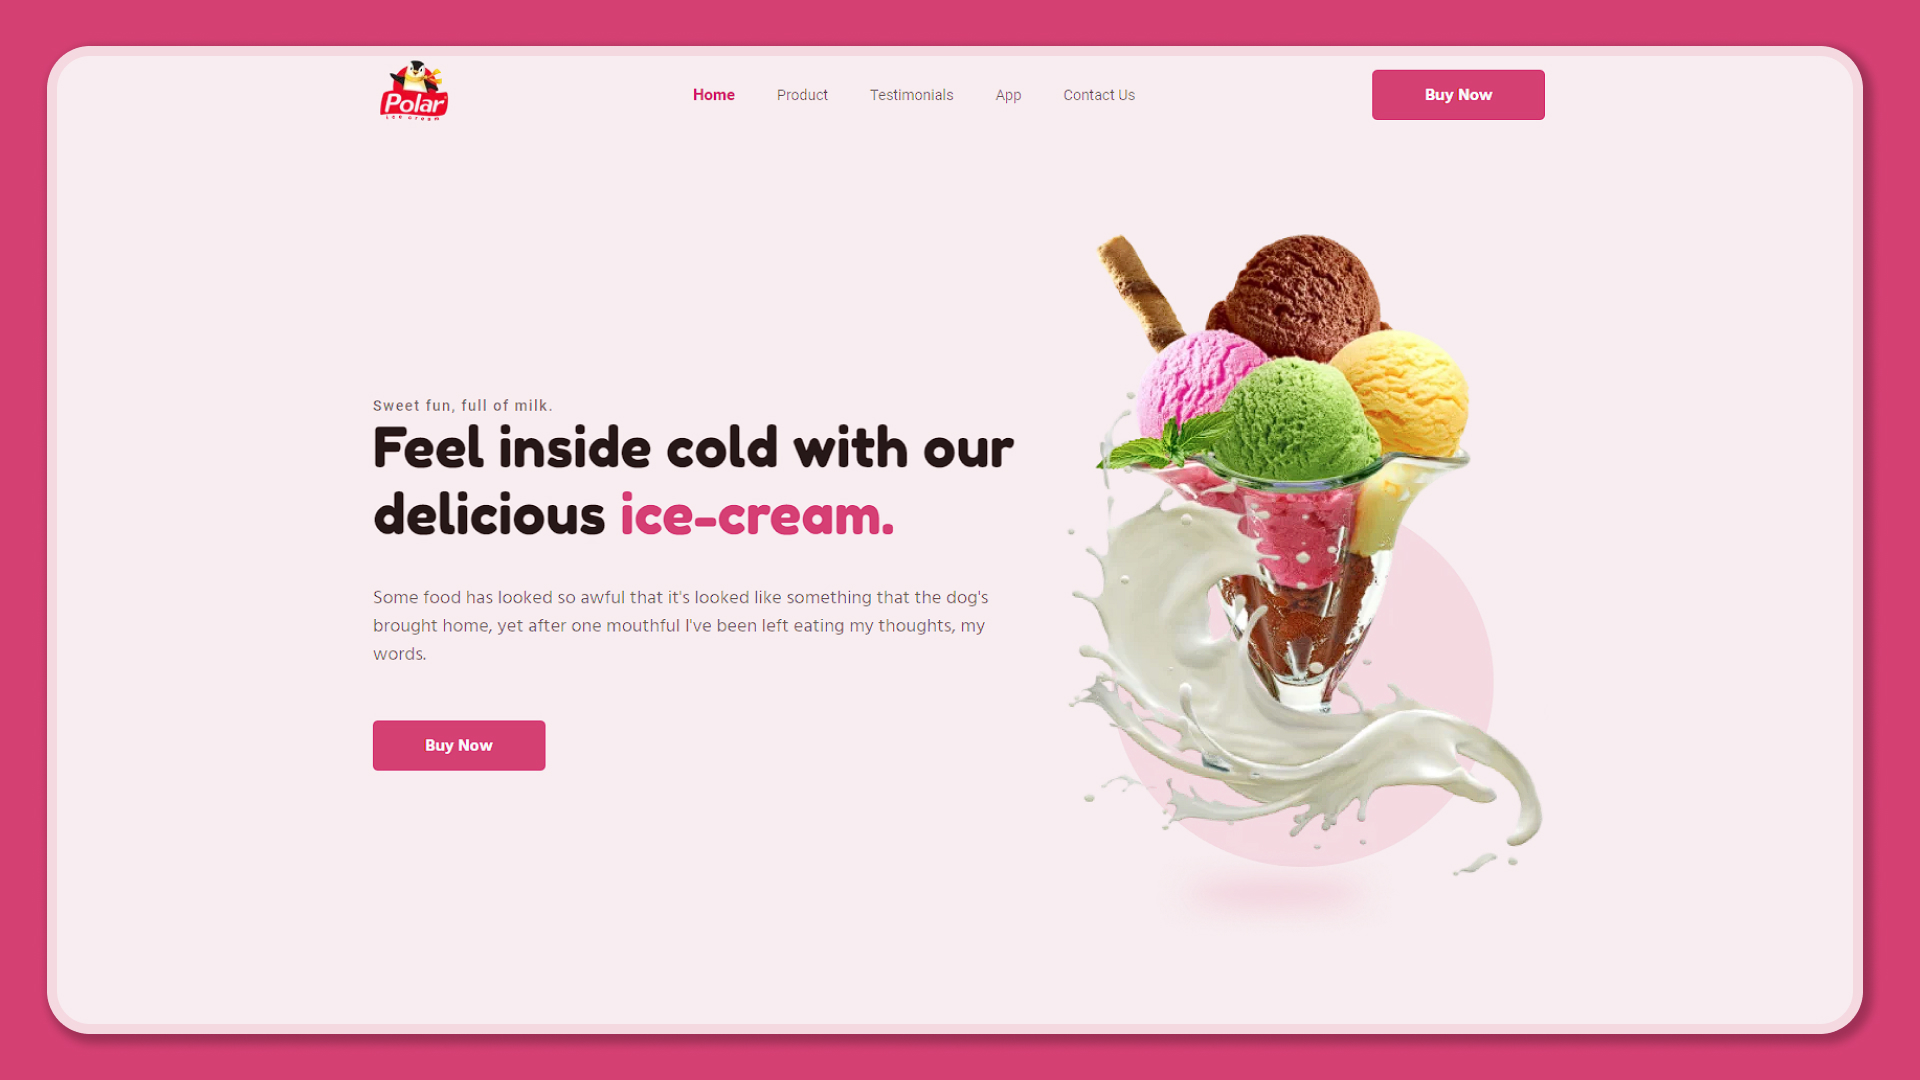 Polar
ice cream
Home
Product
Testimonials
App
Contact Us
Buy Now
Sweet fun, full of milk.
Feel inside cold with our
delicious ice-cream.
Some food has looked so awful that it's looked like something that the dog's
brought home, yet after one mouthful I've been left eating my thoughts, my
words.
Buy Now